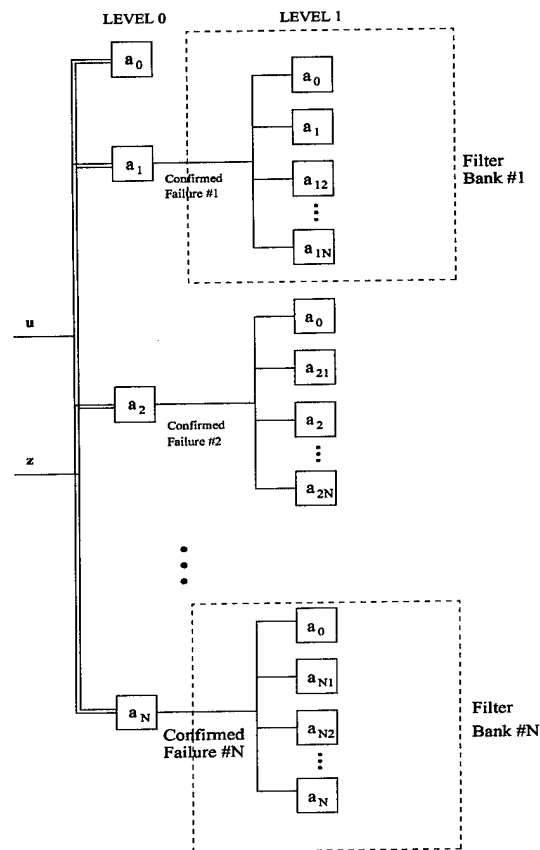 LEVEL 0
LEVEL 1
a0
a0
a1
a1
Confirmed
Failure #1
a12
a1N
Filter
Bank #1
u
a0
a21
a2
Confirmed
Failure #2
a2
a2N
z
a0
aN1
aN
Confirmed
Failure #N
aN2
aN
Filter
Bank #N